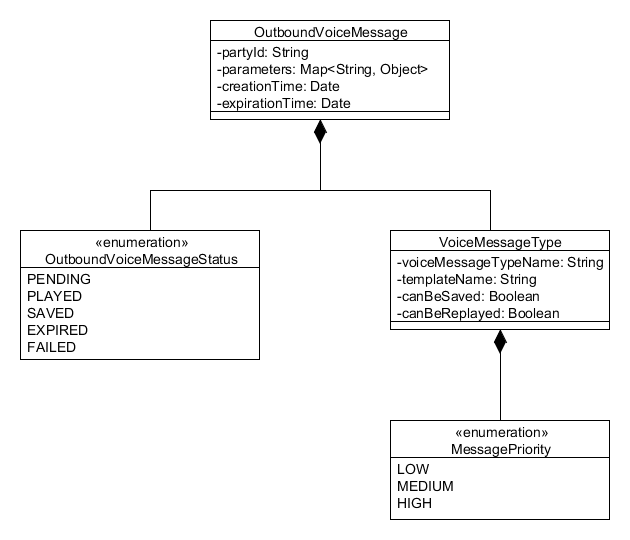 OutboundVoiceMessage
-partyId: String
-parameters: Map<String, Object>
-creationTime: Date
-expirationTime: Date
«enumeration»
OutboundVoiceMessageStatus
PENDING
PLAYED
SAVED
EXPIRED
FAILED
VoiceMessageType
-voiceMessageTypeName: String
-templateName: String
-canBeSaved: Boolean
-canBeReplayed: Boolean
«enumeration»
MessagePriority
LOW
MEDIUM
HIGH